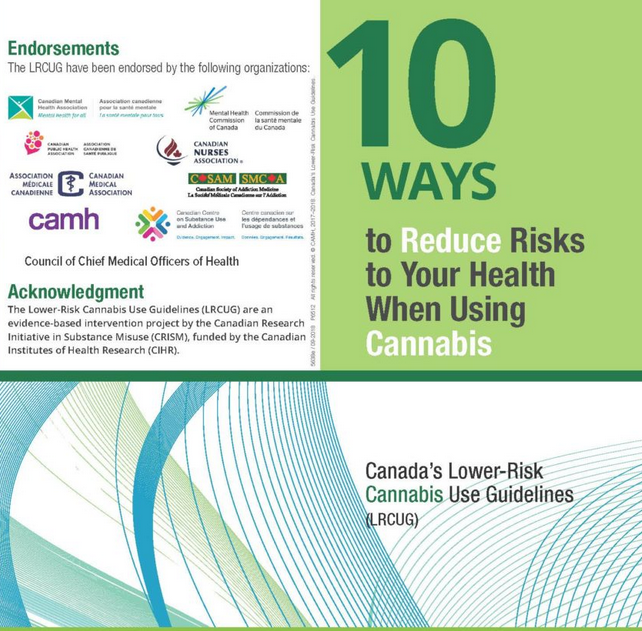 Endorsements
The LRCUG have been endorsed by the following organizations:
Canadian Mental
Health Association
Mental health for all
Association canadienne
pour la santé mentale
La santé mentale pour tous
Mental Health
Commission
of Canada
Commission de
la santé mentale
du Canada
CANADIAN
PUBLIC HEALTH
ASSOCIATION
ASSOCIATION
CANADIENNE DE
SANTÉ PUBLIQUE
CANADIAN
NURSES
ASSOCIATION
ASSOCIATION
MÉDICALE
CANADIENNE
CANADIAN
MEDICAL
ASSOCIATION
CSAM SMCA
Canadian Society of Addiction Medicine
La Société Médicale Canadienne sur l'Addiction
camh
Canadian Centre
on Substance Use
and Addiction
Evidence. Engagement. Impact.
Centre canadien sur
les dépendances et
l'usage de substances
Données. Engagement. Résultats.
Council of Chief Medical Officers of Health
Acknowledgment
The Lower-Risk Cannabis Use Guidelines (LRCUG) are an
evidence-based intervention project by the Canadian Research
Initiative in Substance Misuse (CRISM), funded by the Canadian
Institutes of Health Research (CIHR).
All rights reserved. © CAMH, 2017–2018 Canada's Lower-Risk Cannabis Use Guidelines.
10
WAYS
to Reduce Risks
to Your Health
When Using
Cannabis
Canada's Lower-Risk
Cannabis Use Guidelines
(LRCUG)